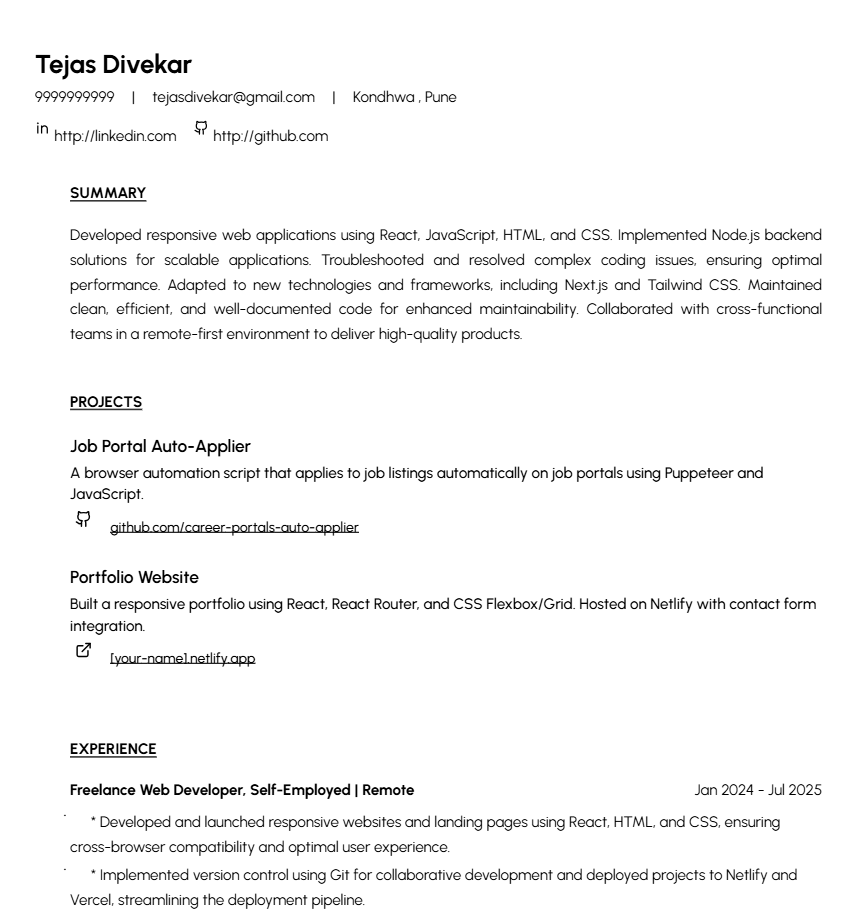 Tejas Divekar
9999999999 | tejasdivekar@gmail.com | Kondhwa , Pune
in http://linkedin.com http://github.com
SUMMARY
Developed responsive web applications using React, JavaScript, HTML, and CSS. Implemented Node.js backend
solutions for scalable applications. Troubleshooted and resolved complex coding issues, ensuring optimal
performance. Adapted to new technologies and frameworks, including Next.js and Tailwind CSS. Maintained
clean, efficient, and well-documented code for enhanced maintainability. Collaborated with cross-functional
teams in a remote-first environment to deliver high-quality products.
PROJECTS
Job Portal Auto-Applier
A browser automation script that applies to job listings automatically on job portals using Puppeteer and
JavaScript.
github.com/career-portals-auto-applier
Portfolio Website
Built a responsive portfolio using React, React Router, and CSS Flexbox/Grid. Hosted on Netlify with contact form
integration.
[your-name].netlify.app
EXPERIENCE
Freelance Web Developer, Self-Employed | Remote Jan 2024 - Jul 2025
* Developed and launched responsive websites and landing pages using React, HTML, and CSS, ensuring
cross-browser compatibility and optimal user experience.
* Implemented version control using Git for collaborative development and deployed projects to Netlify and
Vercel, streamlining the deployment pipeline.